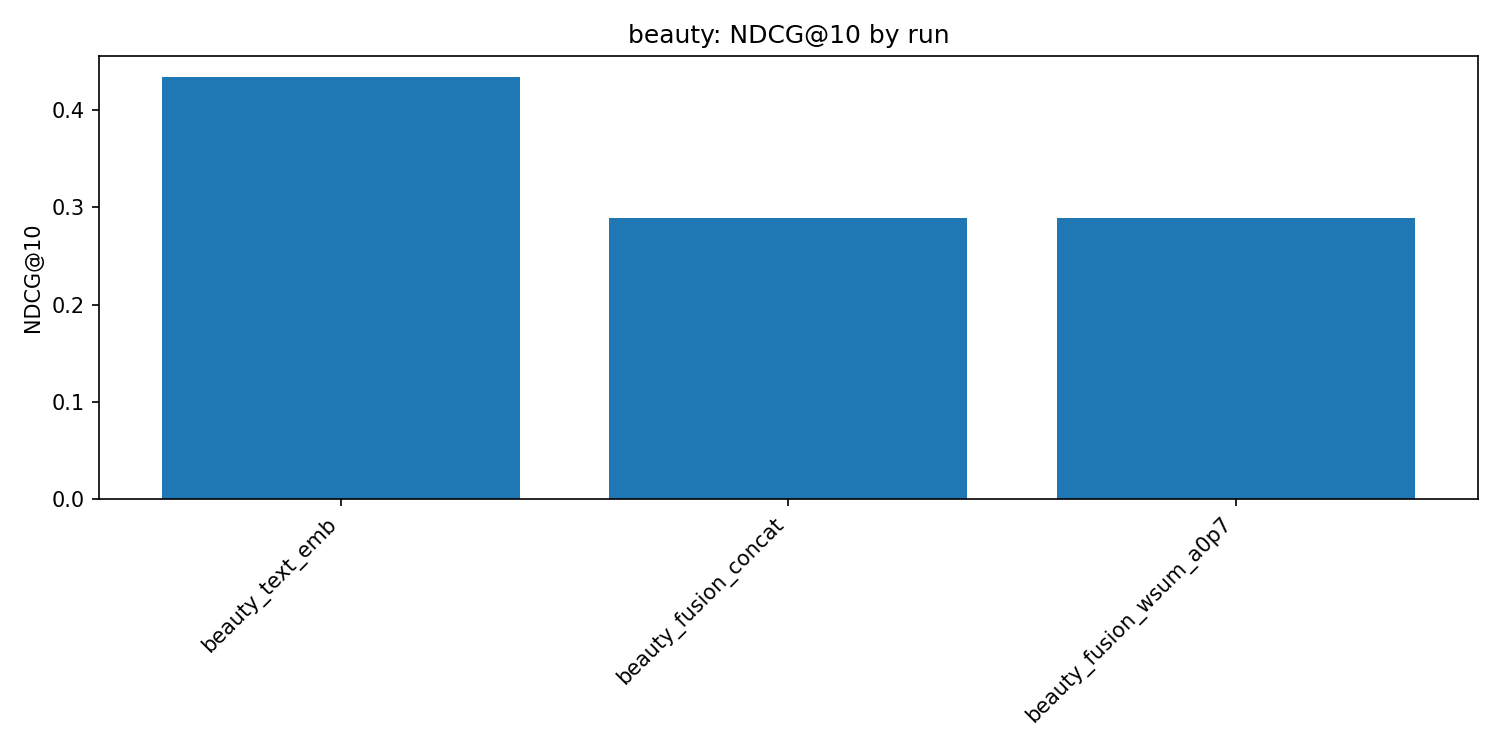 beauty: NDCG@10 by run
NDCG@10
0.4
0.3
0.2
0.1
0.0
beauty_text_emb
beauty_fusion_concat
beauty_fusion_wsum_a0p7